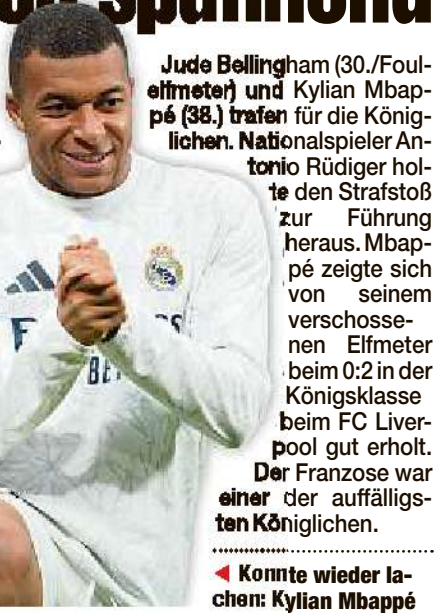 Jude Bellingham (30./Foul-
elfmeter) und Kylian Mbap-
pé (38.) trafen für die König-
lichen. Nationalspieler An-
tonio Rüdiger hol-
te den Strafstoß
zur Führung
heraus. Mbap-
pé zeigte sich
von seinem
verschosse-
nen Elfmeter
beim 0:2 in der
Königsklasse
beim FC Liver-
pool gut erholt.
Der Franzose war
einer der auffälligs-
ten Königlichen.
◄ Konnte wieder la-
chen: Kylian Mbappé